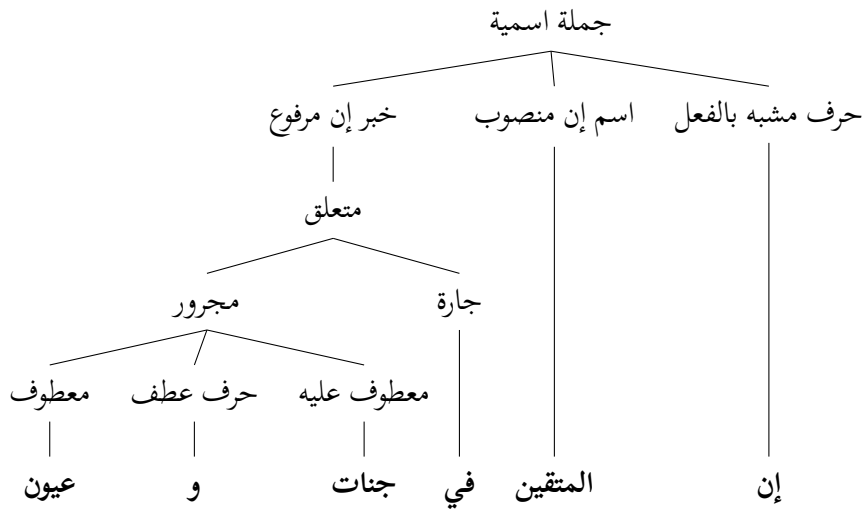 جملة اسمية
حرف مشبه بالفعل اسم إن منصوب خبر إن مرفوع
متعلق
جارة مجرور
معطوف عليه حرف عطف معطوف
إن المتقين في جنات و عيون